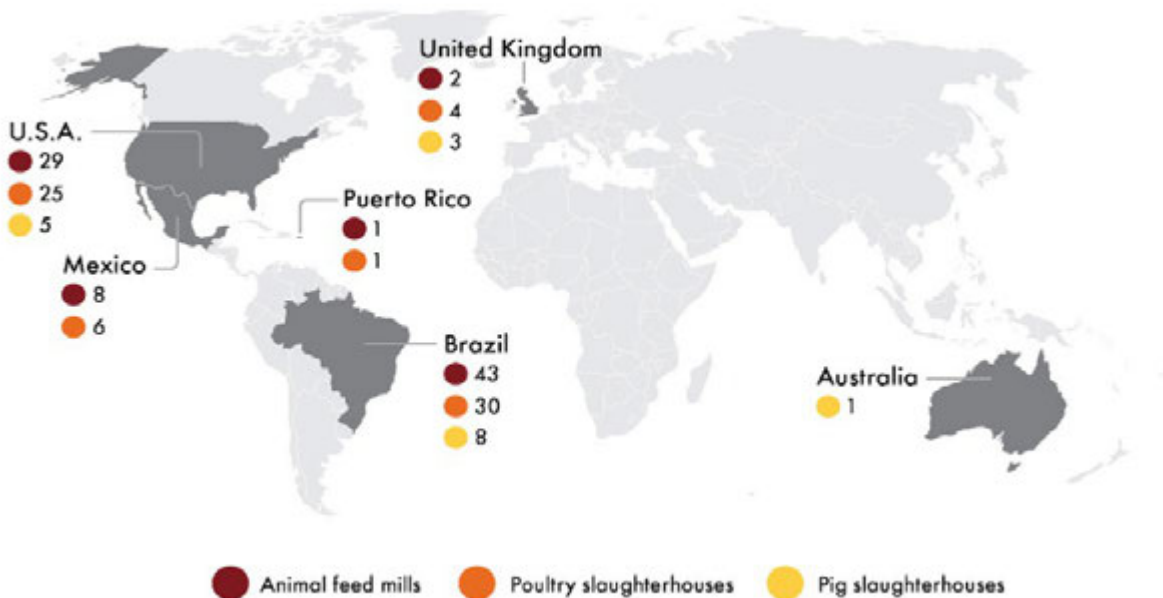 United Kingdom
2
4
3
U.S.A.
29
25
5
Puerto Rico
1
1
Mexico
8
6
Brazil
43
30
8
Australia
1
Animal feed mills
Poultry slaughterhouses
Pig slaughterhouses